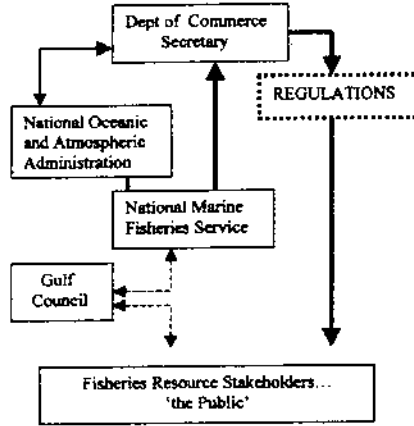 Dept of Commerce
Secretary
REGULATIONS
National Oceanic
and Atmospheric
Administration
National Marine
Fisheries Service
Gulf
Council
Fisheries Resource Stakeholders...
'the Public'